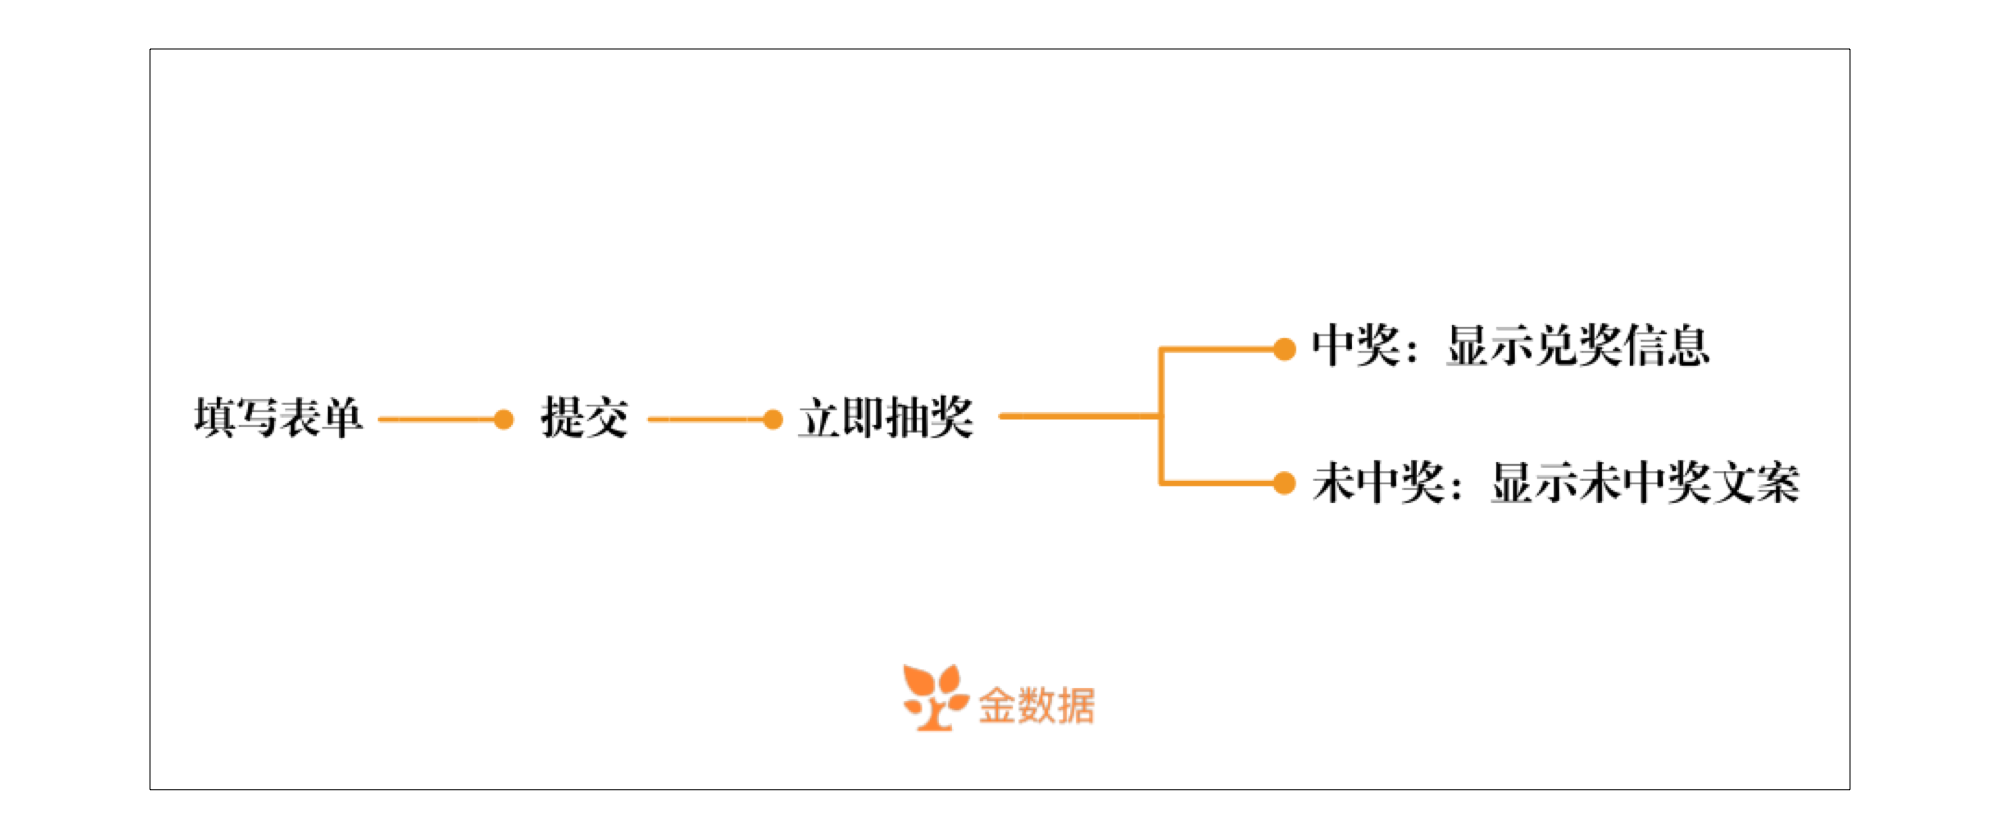 填写表单
提交
立即抽奖
中奖：显示兑奖信息
未中奖：显示未中奖文案
金数据